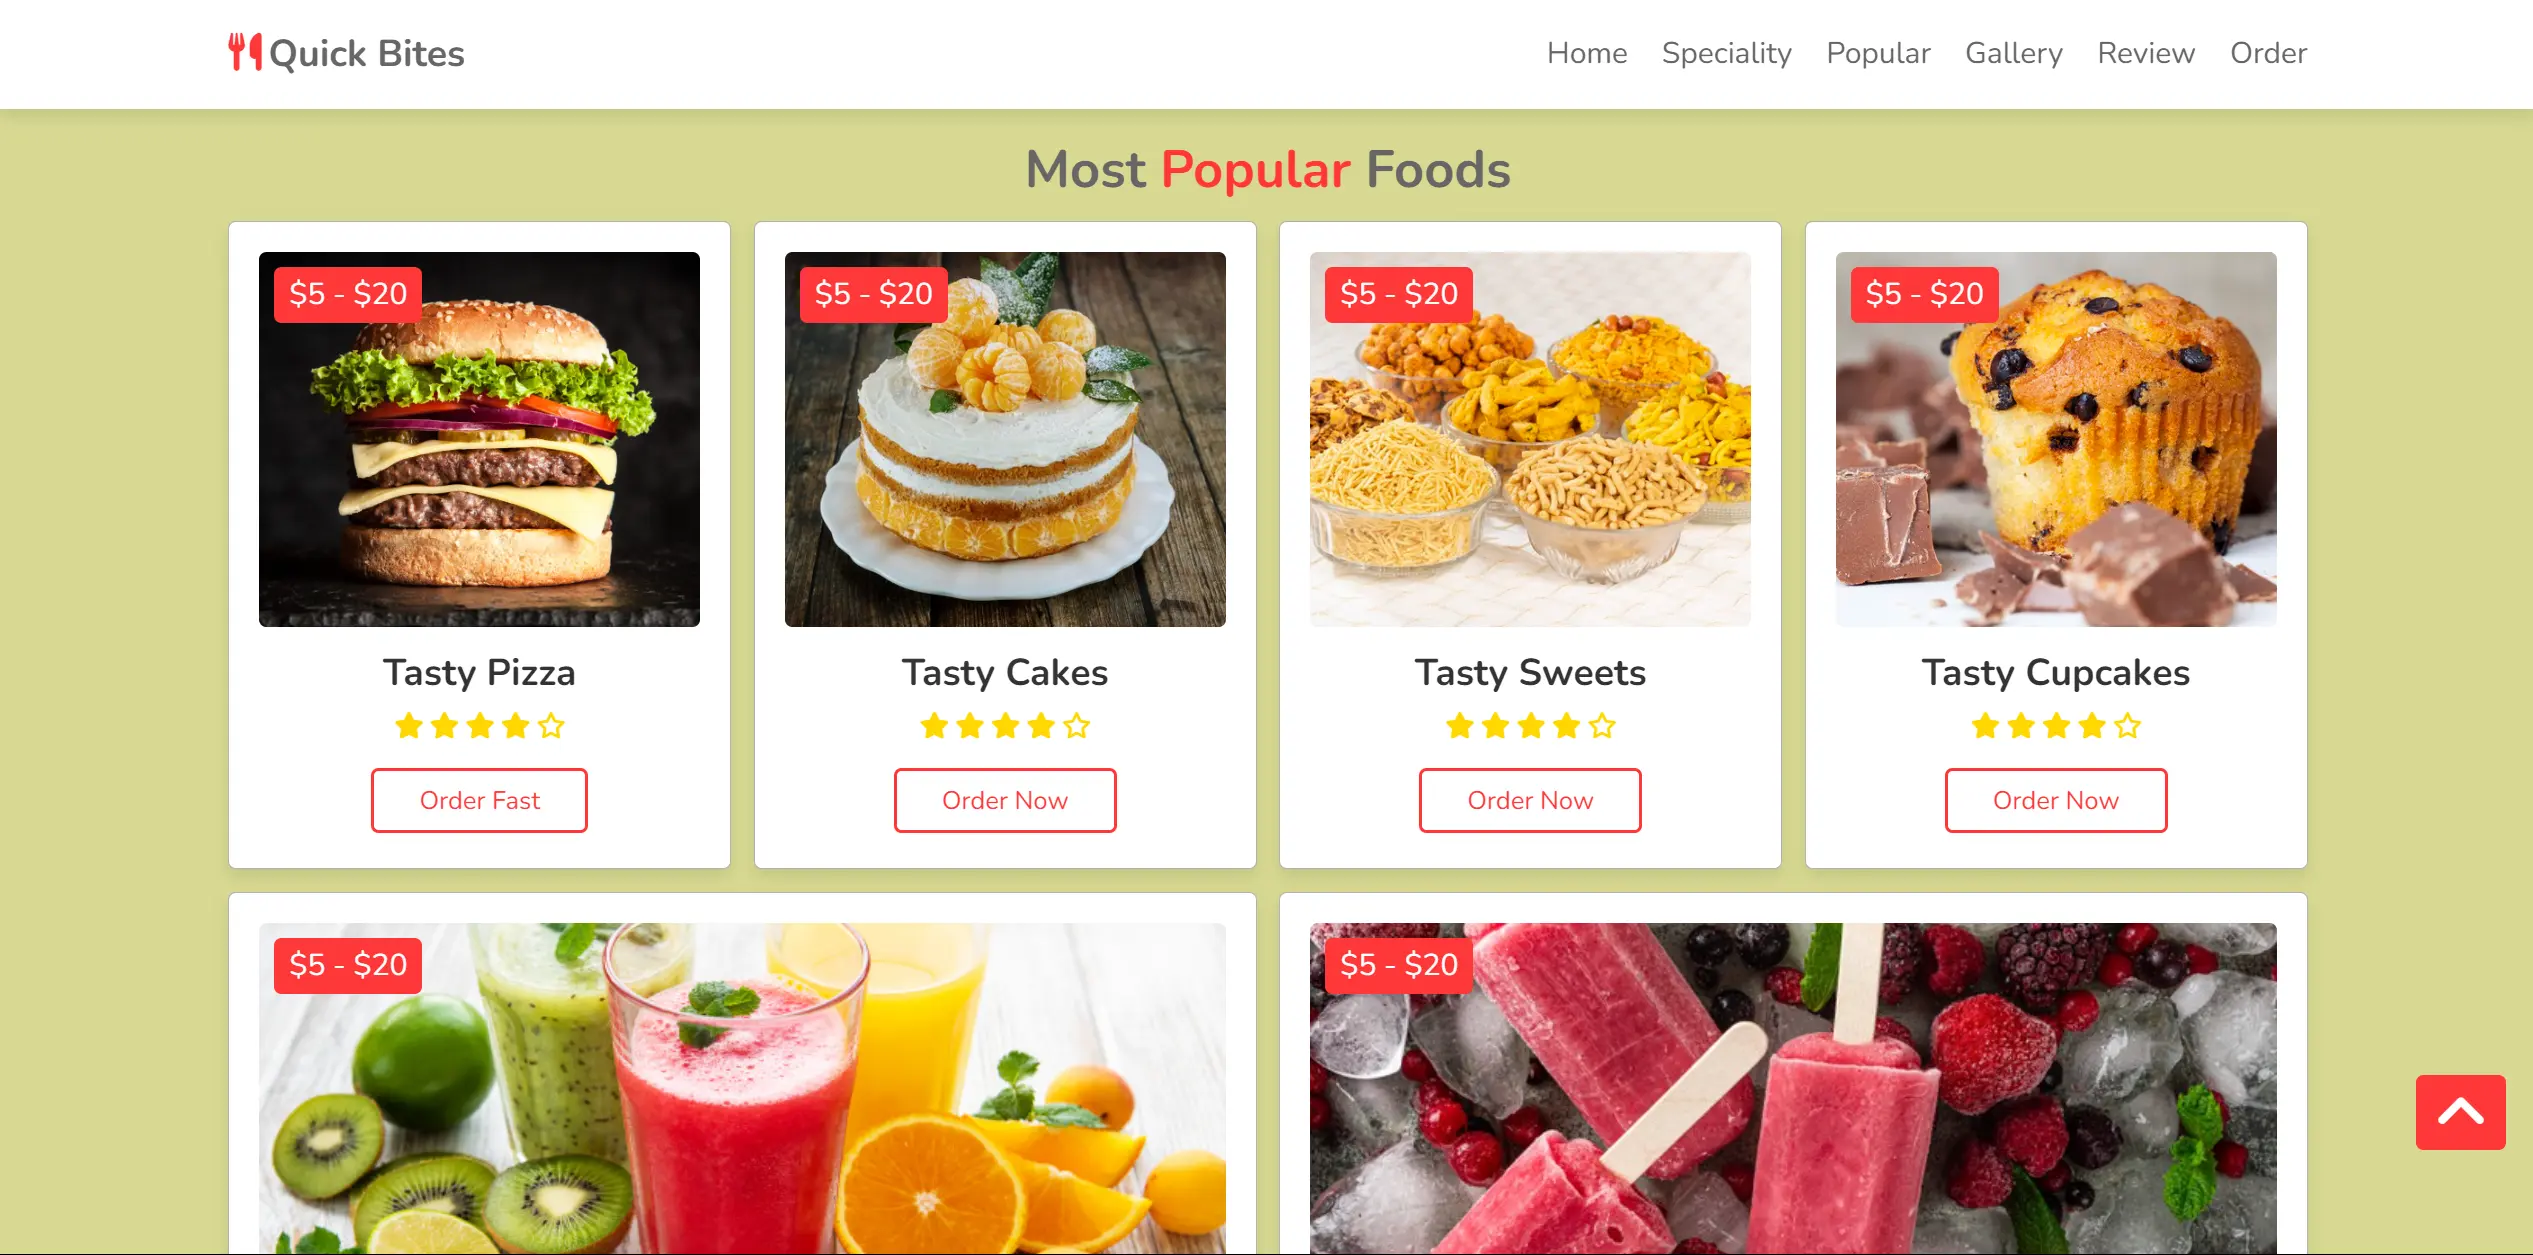 Quick Bites
Home Speciality Popular Gallery Review Order
Most Popular Foods
$5 - $20
$5 - $20
$5 - $20
$5 - $20
Tasty Pizza
Tasty Cakes
Tasty Sweets
Tasty Cupcakes
Order Fast
Order Now
Order Now
Order Now
$5 - $20
$5 - $20